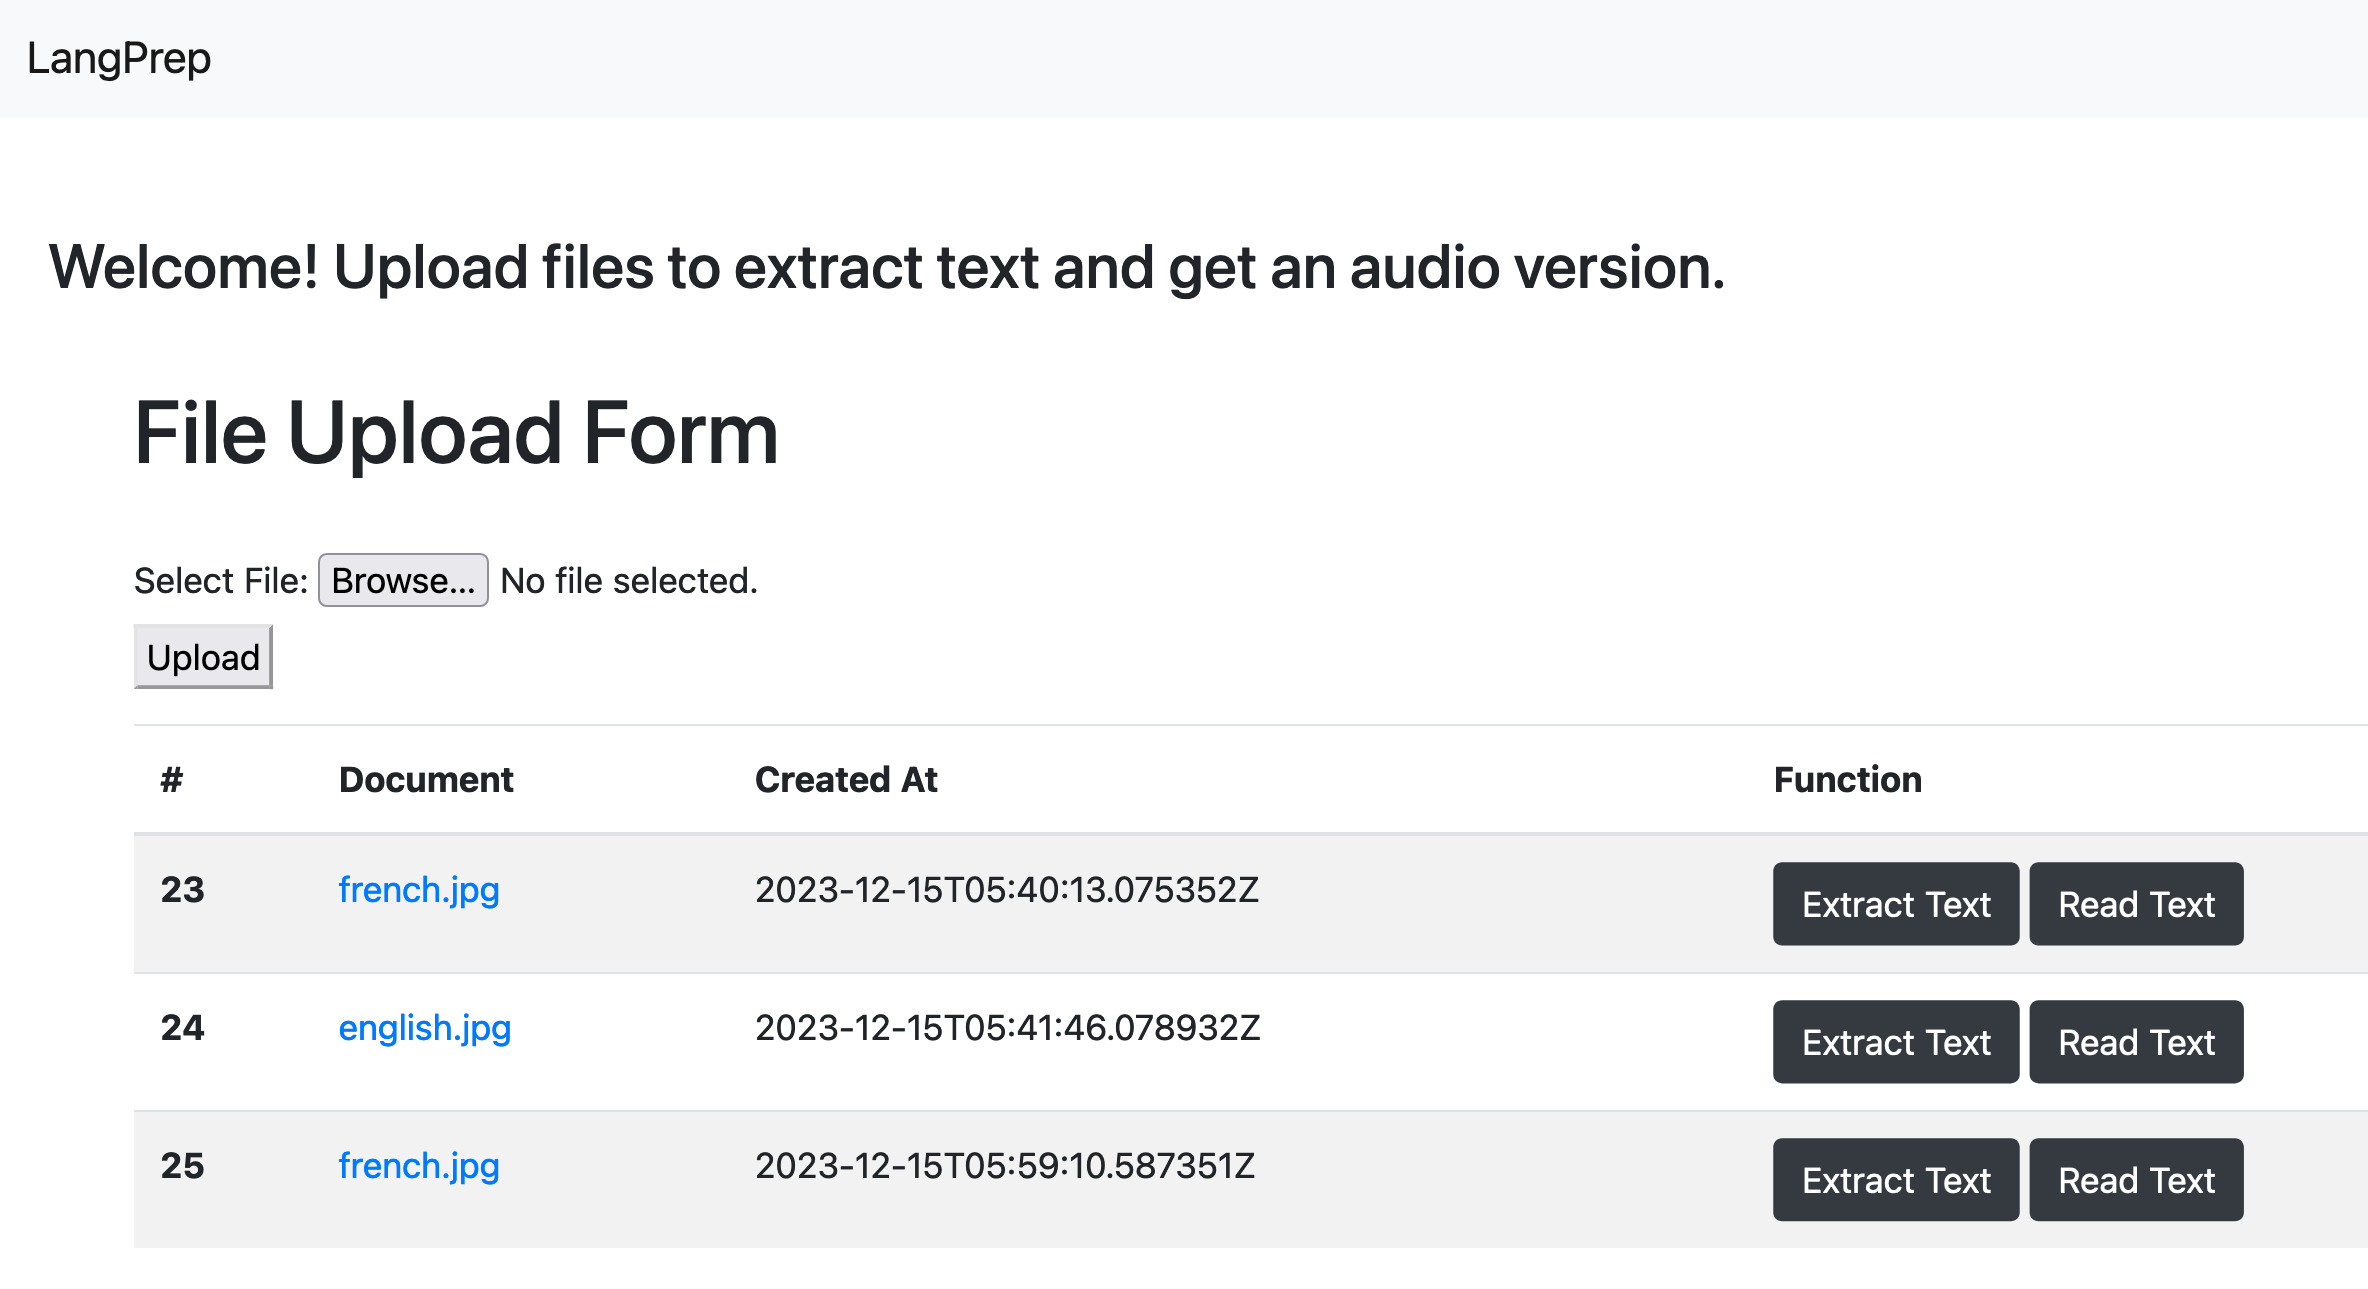 LangPrep
Welcome! Upload files to extract text and get an audio version.
File Upload Form
Select File: Browse... No file selected.
Upload
# Document Created At Function
23 french.jpg 2023-12-15T05:40:13.075352Z Extract Text Read Text
24 english.jpg 2023-12-15T05:41:46.078932Z Extract Text Read Text
25 french.jpg 2023-12-15T05:59:10.587351Z Extract Text Read Text